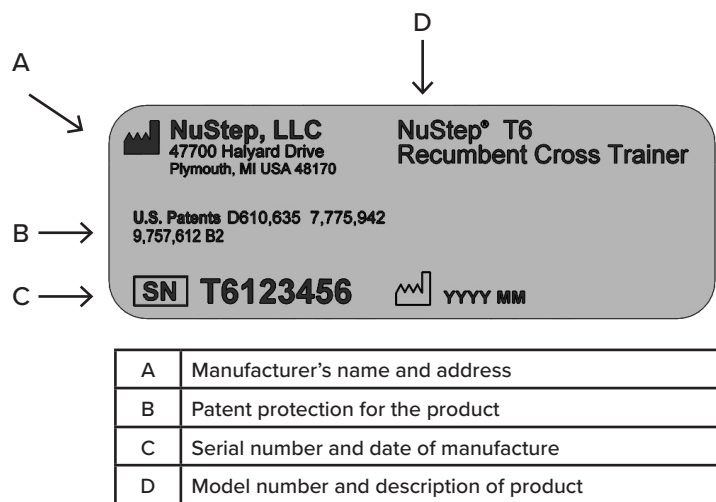 D
A
NuStep, LLC
47700 Halyard Drive
Plymouth, MI USA 48170
NuStep® T6
Recumbent Cross Trainer
B
U.S. Patents D610,635 7,775,942
9,757,612 B2
C
SN T6123456 YYYY MM
A Manufacturer's name and address
B Patent protection for the product
C Serial number and date of manufacture
D Model number and description of product